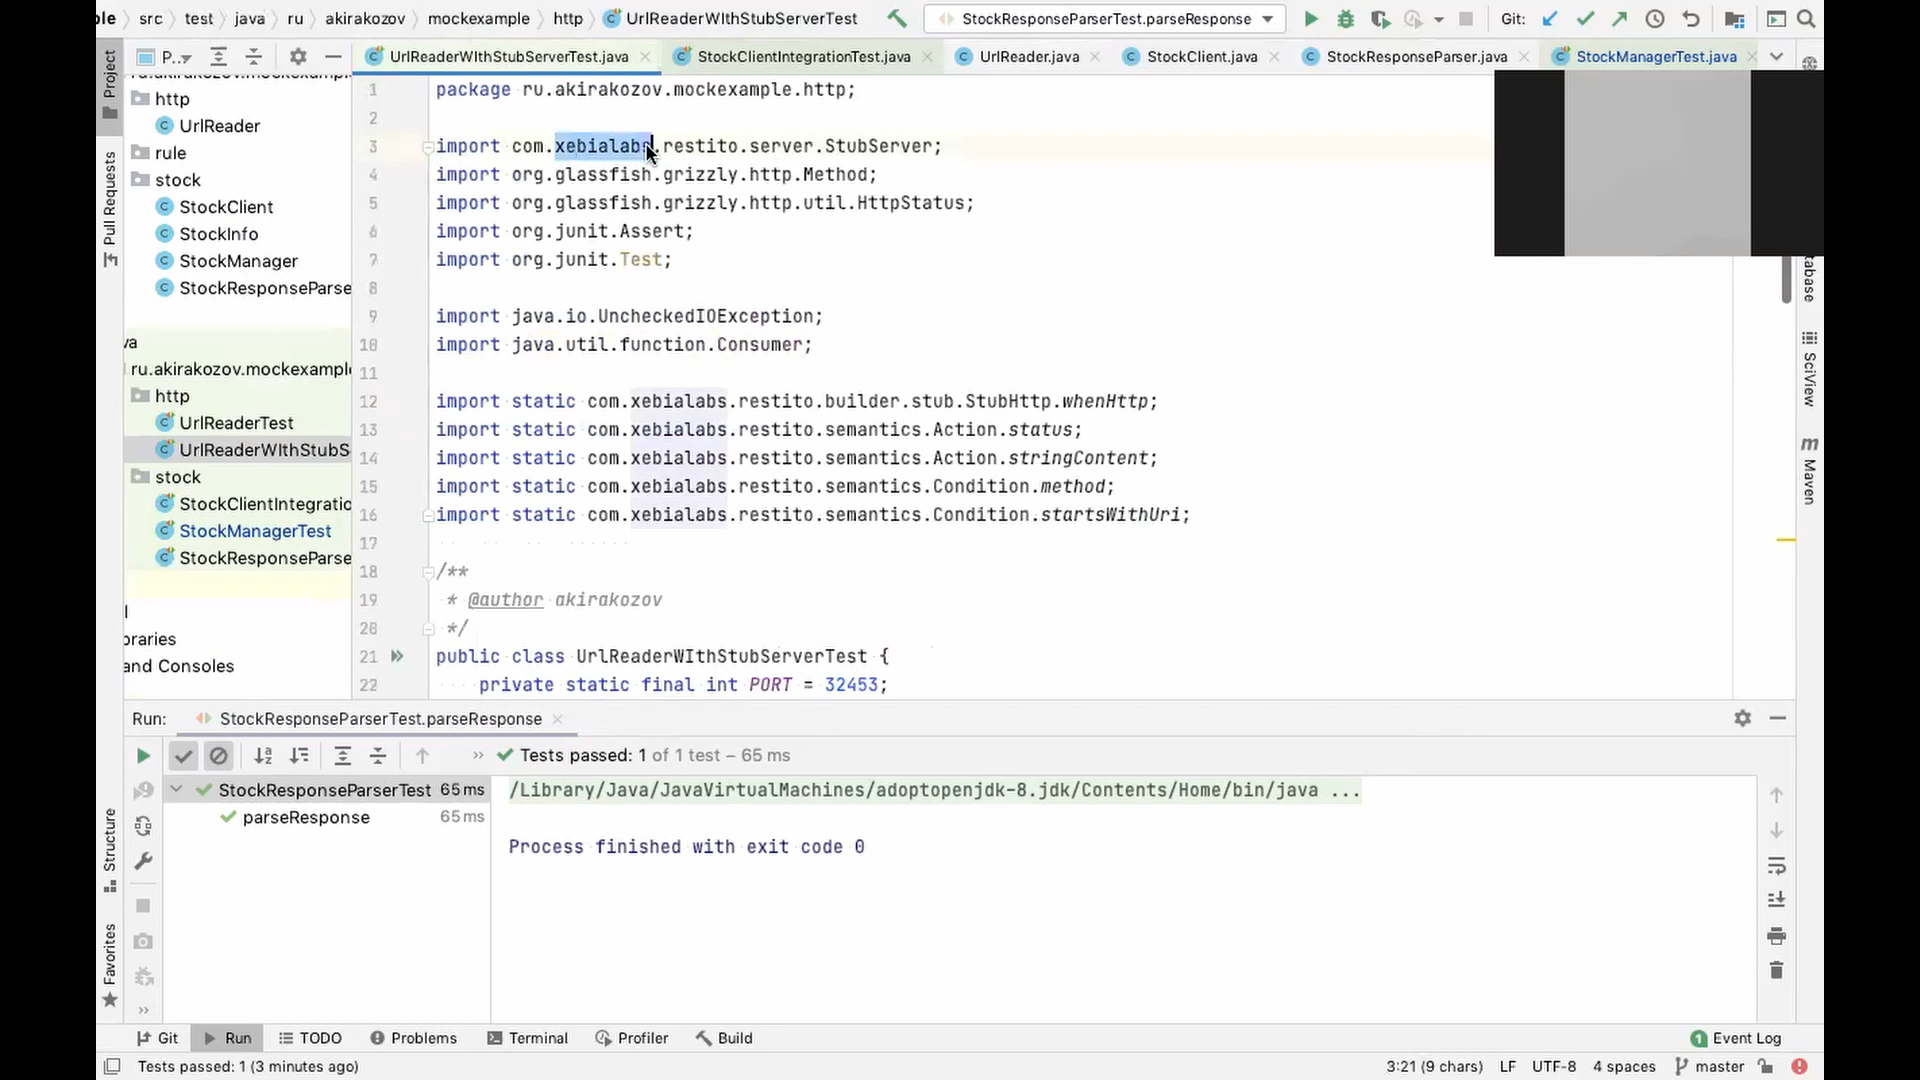 ole src test java ru akirakozov mockexample http UrlReaderWIthStubServerTest StockResponseParserTest.parseResponse Git:
Project P.. UrlReaderWIthStubServerTest.java StockClientIntegrationTest.java UrlReader.java StockClient.java StockResponseParser.java StockManagerTest.java
ru.akirakozov.mockexampl
http
UrlReader
rule
stock
StockClient
StockInfo
StockManager
StockResponseParse
va
ru.akirakozov.mockexampl
http
UrlReaderTest
UrlReaderWIthStubS
stock
StockClientIntegratio
StockManagerTest
StockResponseParse
l
braries
and Consoles
Pull Requests
1 package ru.akirakozov.mockexample.http;
2
3 import com.xebialabs.restito.server.StubServer;
4 import org.glassfish.grizzly.http.Method;
5 import org.glassfish.grizzly.http.util.HttpStatus;
6 import org.junit.Assert;
7 import org.junit.Test;
8
9 import java.io.UncheckedIOException;
10 import java.util.function.Consumer;
11
12 import static com.xebialabs.restito.builder.stub.StubHttp.whenHttp;
13 import static com.xebialabs.restito.semantics.Action.status;
14 import static com.xebialabs.restito.semantics.Action.stringContent;
15 import static com.xebialabs.restito.semantics.Condition.method;
16 import static com.xebialabs.restito.semantics.Condition.startsWithUri;
17
18 /**
19 * @author akirakozov
20 */
21 public class UrlReaderWIthStubServerTest {
22 private static final int PORT = 32453;
tabase
SciView
m Maven
Run: StockResponseParserTest.parseResponse
Tests passed: 1 of 1 test – 65 ms
StockResponseParserTest 65 ms
parseResponse 65 ms
/Library/Java/JavaVirtualMachines/adoptopenjdk-8.jdk/Contents/Home/bin/java ...
Process finished with exit code 0
Structure
Favorites
Git Run TODO Problems Terminal Profiler Build 1 Event Log
Tests passed: 1 (3 minutes ago) 3:21 (9 chars) LF UTF-8 4 spaces master